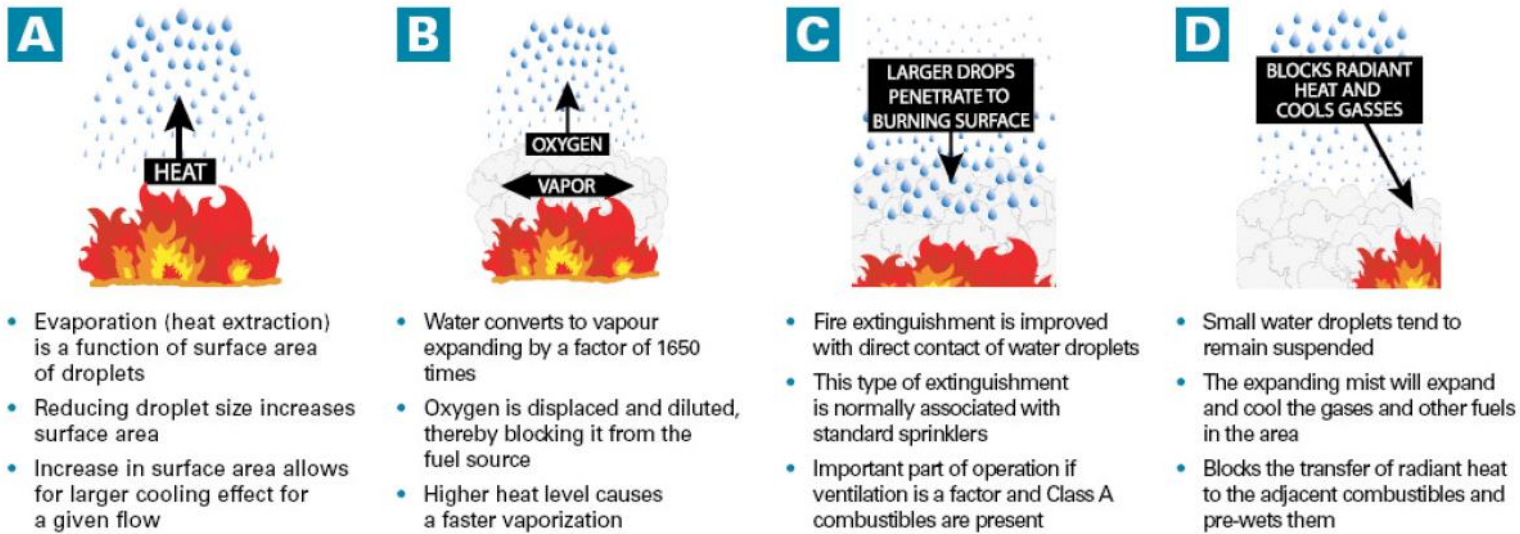 A
HEAT
• Evaporation (heat extraction)
is a function of surface area
of droplets
• Reducing droplet size increases
surface area
• Increase in surface area allows
for larger cooling effect for
a given flow
B
OXYGEN
VAPOR
• Water converts to vapour
expanding by a factor of 1650
times
• Oxygen is displaced and diluted,
thereby blocking it from the
fuel source
• Higher heat level causes
a faster vaporization
C
LARGER DROPS
PENETRATE TO
BURNING SURFACE
• Fire extinguishment is improved
with direct contact of water droplets
• This type of extinguishment
is normally associated with
standard sprinklers
• Important part of operation if
ventilation is a factor and Class A
combustibles are present
D
BLOCKS RADIANT
HEAT AND
COOLS GASSES
• Small water droplets tend to
remain suspended
• The expanding mist will expand
and cool the gases and other fuels
in the area
• Blocks the transfer of radiant heat
to the adjacent combustibles and
pre-wets them